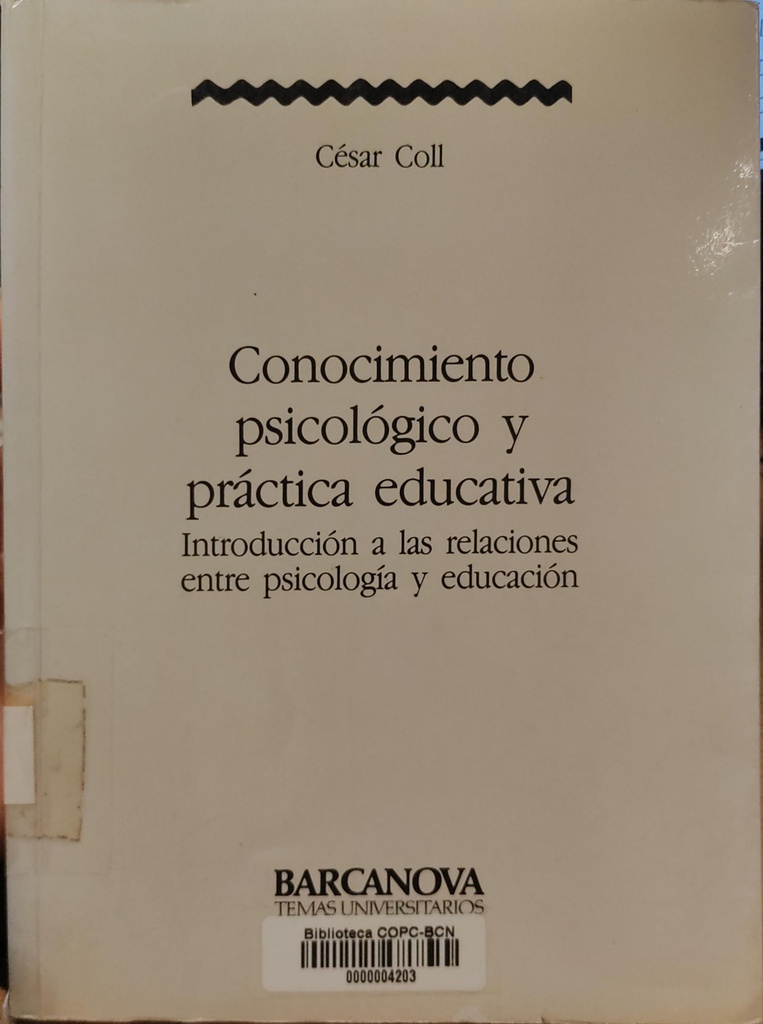 César Coll
Conocimiento
psicológico y
práctica educativa
Introducción a las relaciones
entre psicología y educación
BARCANOVA
TEMAS UNIVERSITARIOS
Biblioteca COPC-BCN
0000004203